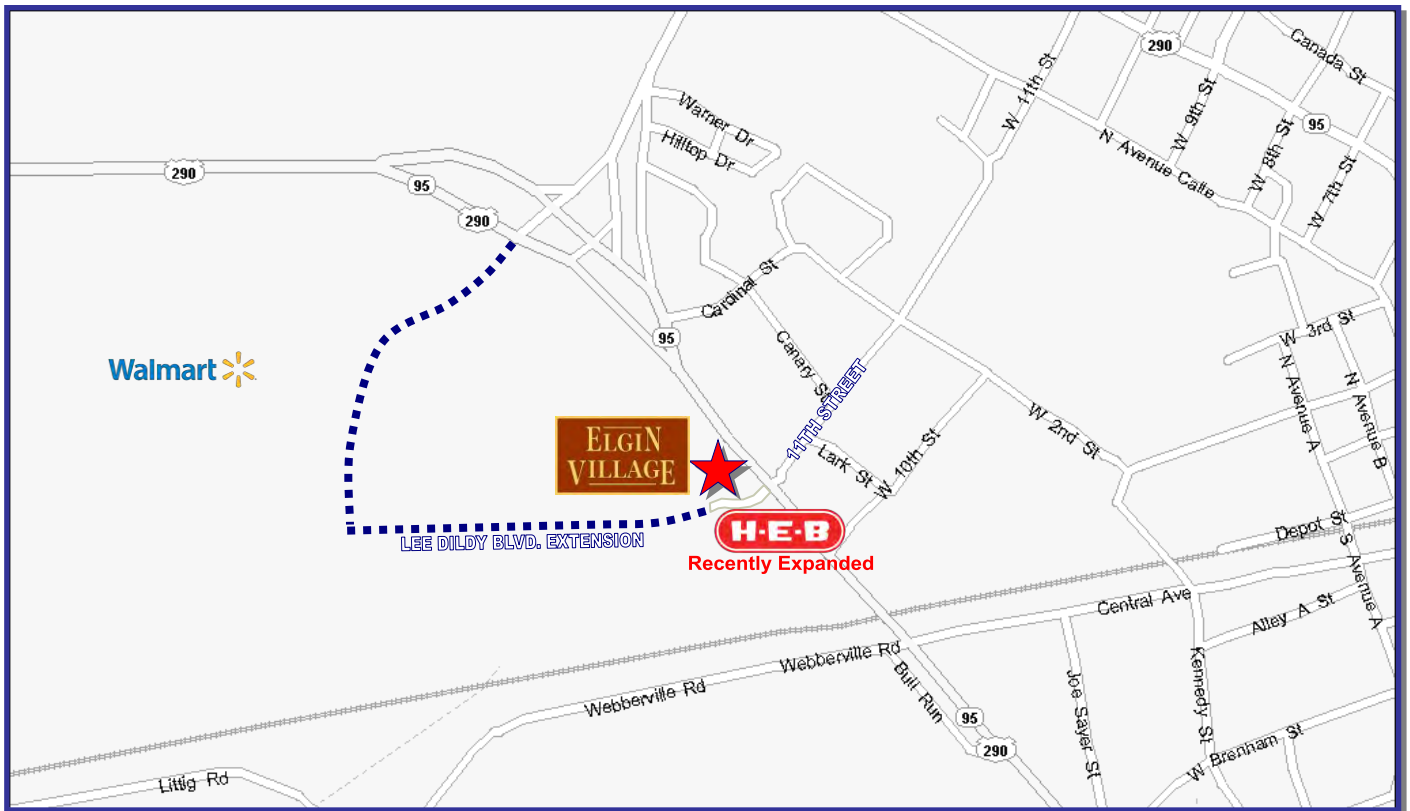 290
Canada St
W 11th St
W 9th St
Warner Dr
95
W 8th St
N Avenue C
Hilltop Dr
290
95
W 7th St
290
Cardinal St
95
W 3rd St
Canary St
Walmart
11TH STREET
N Avenue A
N Avenue B
W 2nd St
ELGIN
VILLAGE
Lark St
W 10th St
H-E-B
Recently Expanded
LEE DILDY BLVD. EXTENSION
Depot St
S Avenue A
Central Ave
Alley A St
Webberville Rd
Webberville Rd
Bull Run
Joe Sayer St
Kennedy St
95
290
W Brenham St
Littig Rd